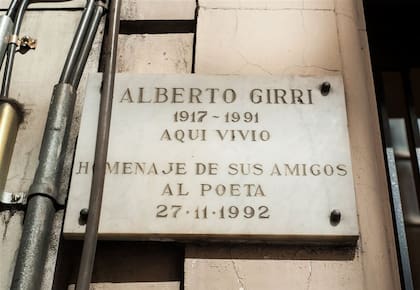 ALBERTO GIRRI
1917-1991
AQUI VIVIO
HOMENAJE DE SUS AMIGOS
AL POETA
27·11·1992